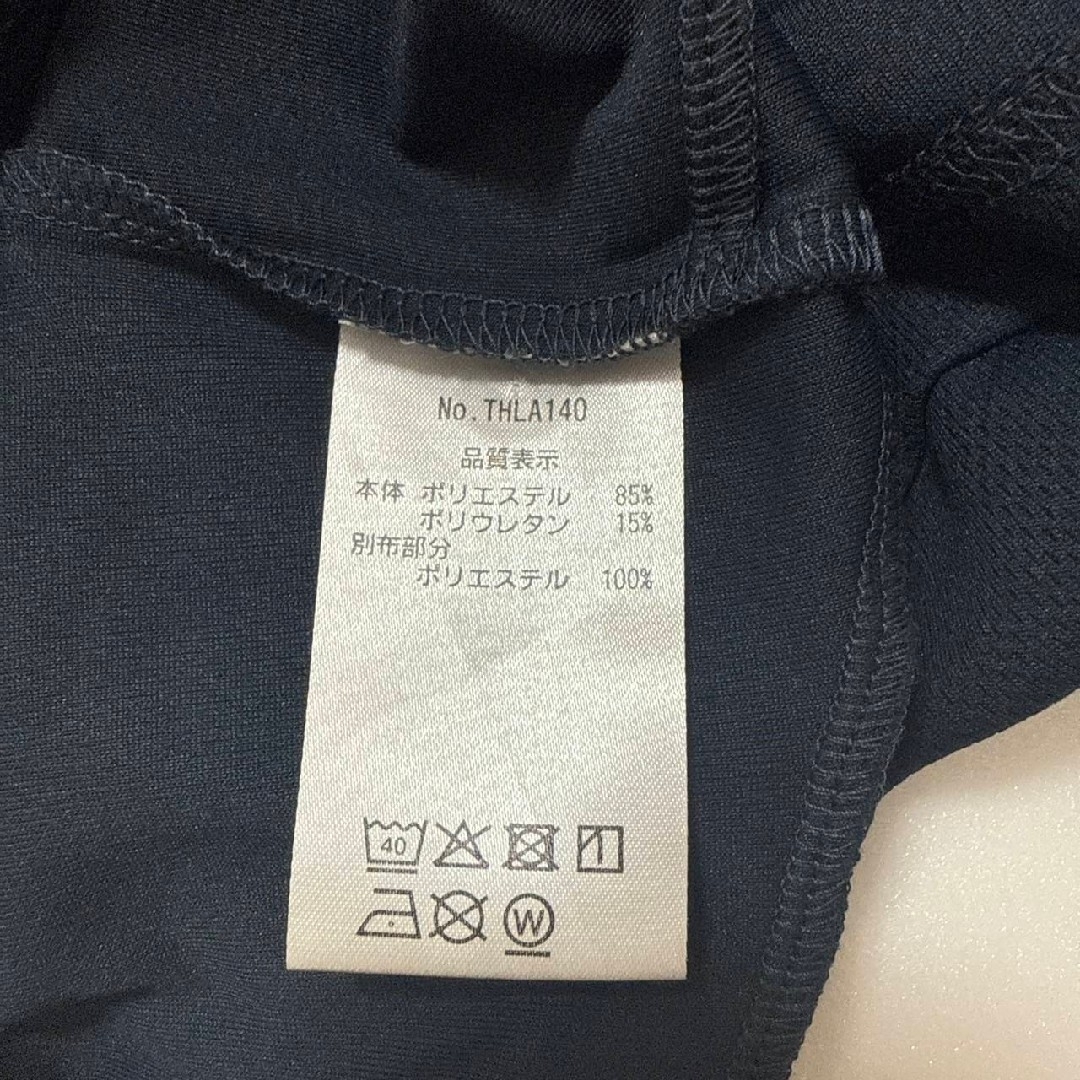 No.THLA140
品質表示
本体 ポリエステル 85%
ポリウレタン 15%
別布部分
ポリエステル 100%
40
W